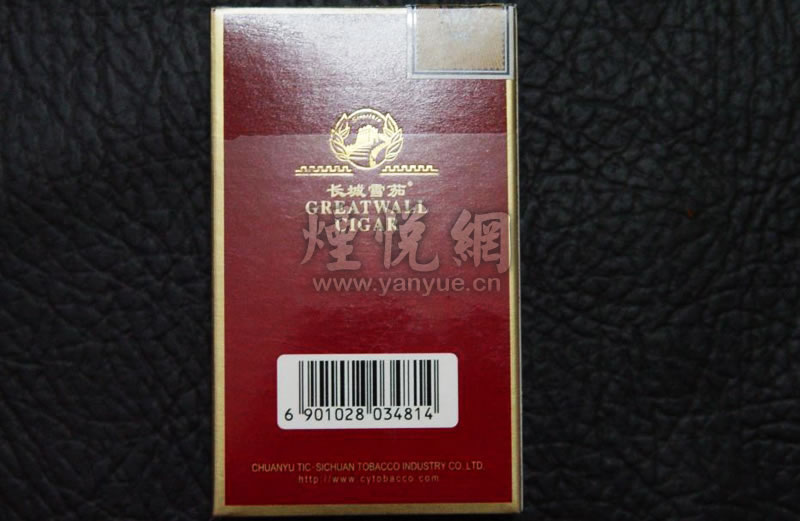 长城雪茄®
GREATWALL
CIGAR
煙悦網
www.yanyue.cn
6 901028 034814
CHUANYU TIC-SICHUAN TOBACCO INDUSTRY CO.,LTD.
http://www.cytobacco.com